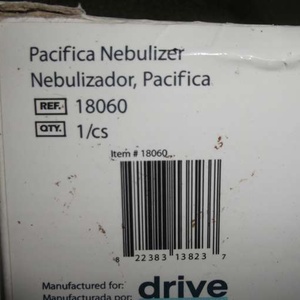 Pacifica Nebulizer
Nebulizador, Pacifica
REF. 18060
QTY. 1/cs
Item # 18060
8 22383 13823 7
Manufactured for:
Manufacturada por:
drive